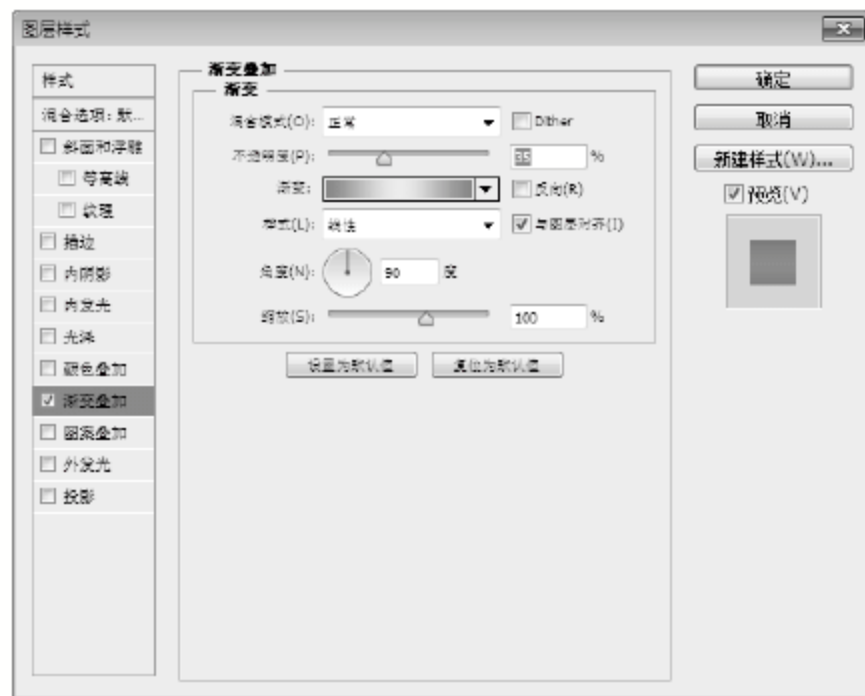 图层样式
样式
混合选项: 默...
斜面和浮雕
等高线
纹理
描边
内阴影
内发光
光泽
颜色叠加
渐变叠加
图案叠加
外发光
投影
渐变叠加
渐变
混合模式(O): 正常 Dither
不透明度(P): 35 %
渐变: 反向(R)
样式(L): 线性 与图层对齐(I)
角度(N): 90 度
缩放(S): 100 %
设置为默认值 复位为默认值
确定
取消
新建样式(W)...
预览(V)